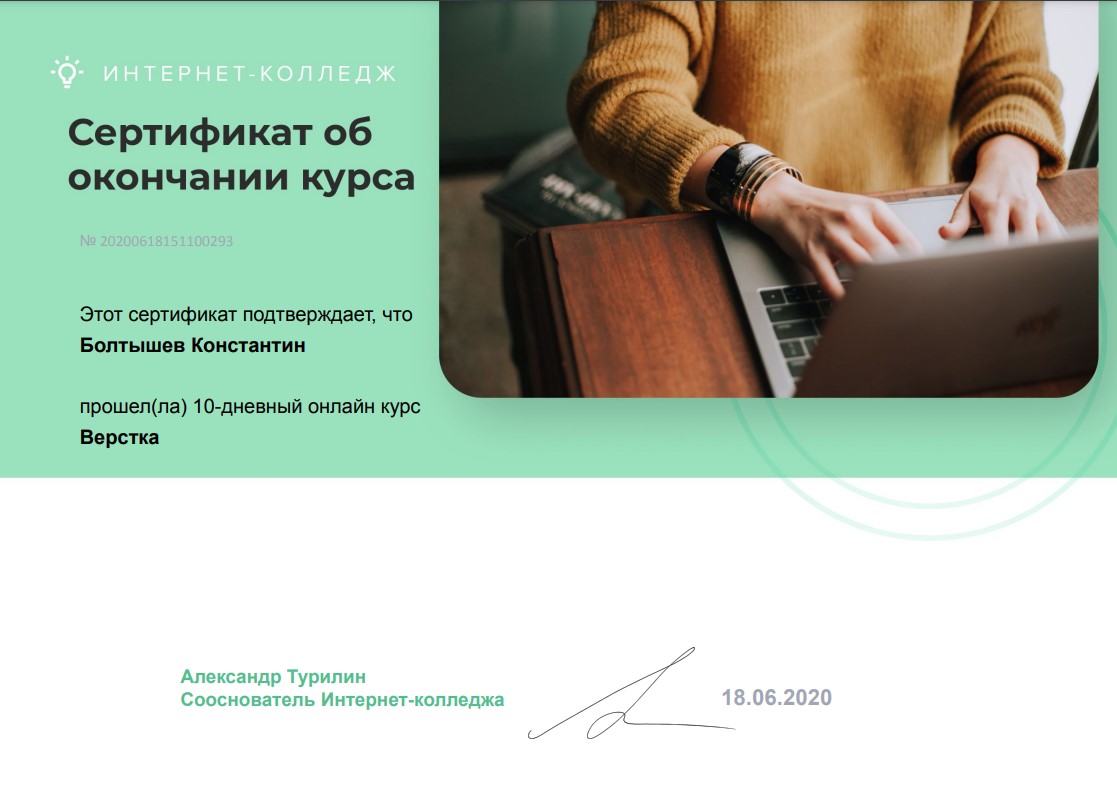 ИНТЕРНЕТ-КОЛЛЕДЖ
Сертификат об
окончании курса
№ 20200618151100293
Этот сертификат подтверждает, что
Болтышев Константин
прошел(ла) 10-дневный онлайн курс
Верстка
Александр Турилин
Сооснователь Интернет-колледжа
18.06.2020